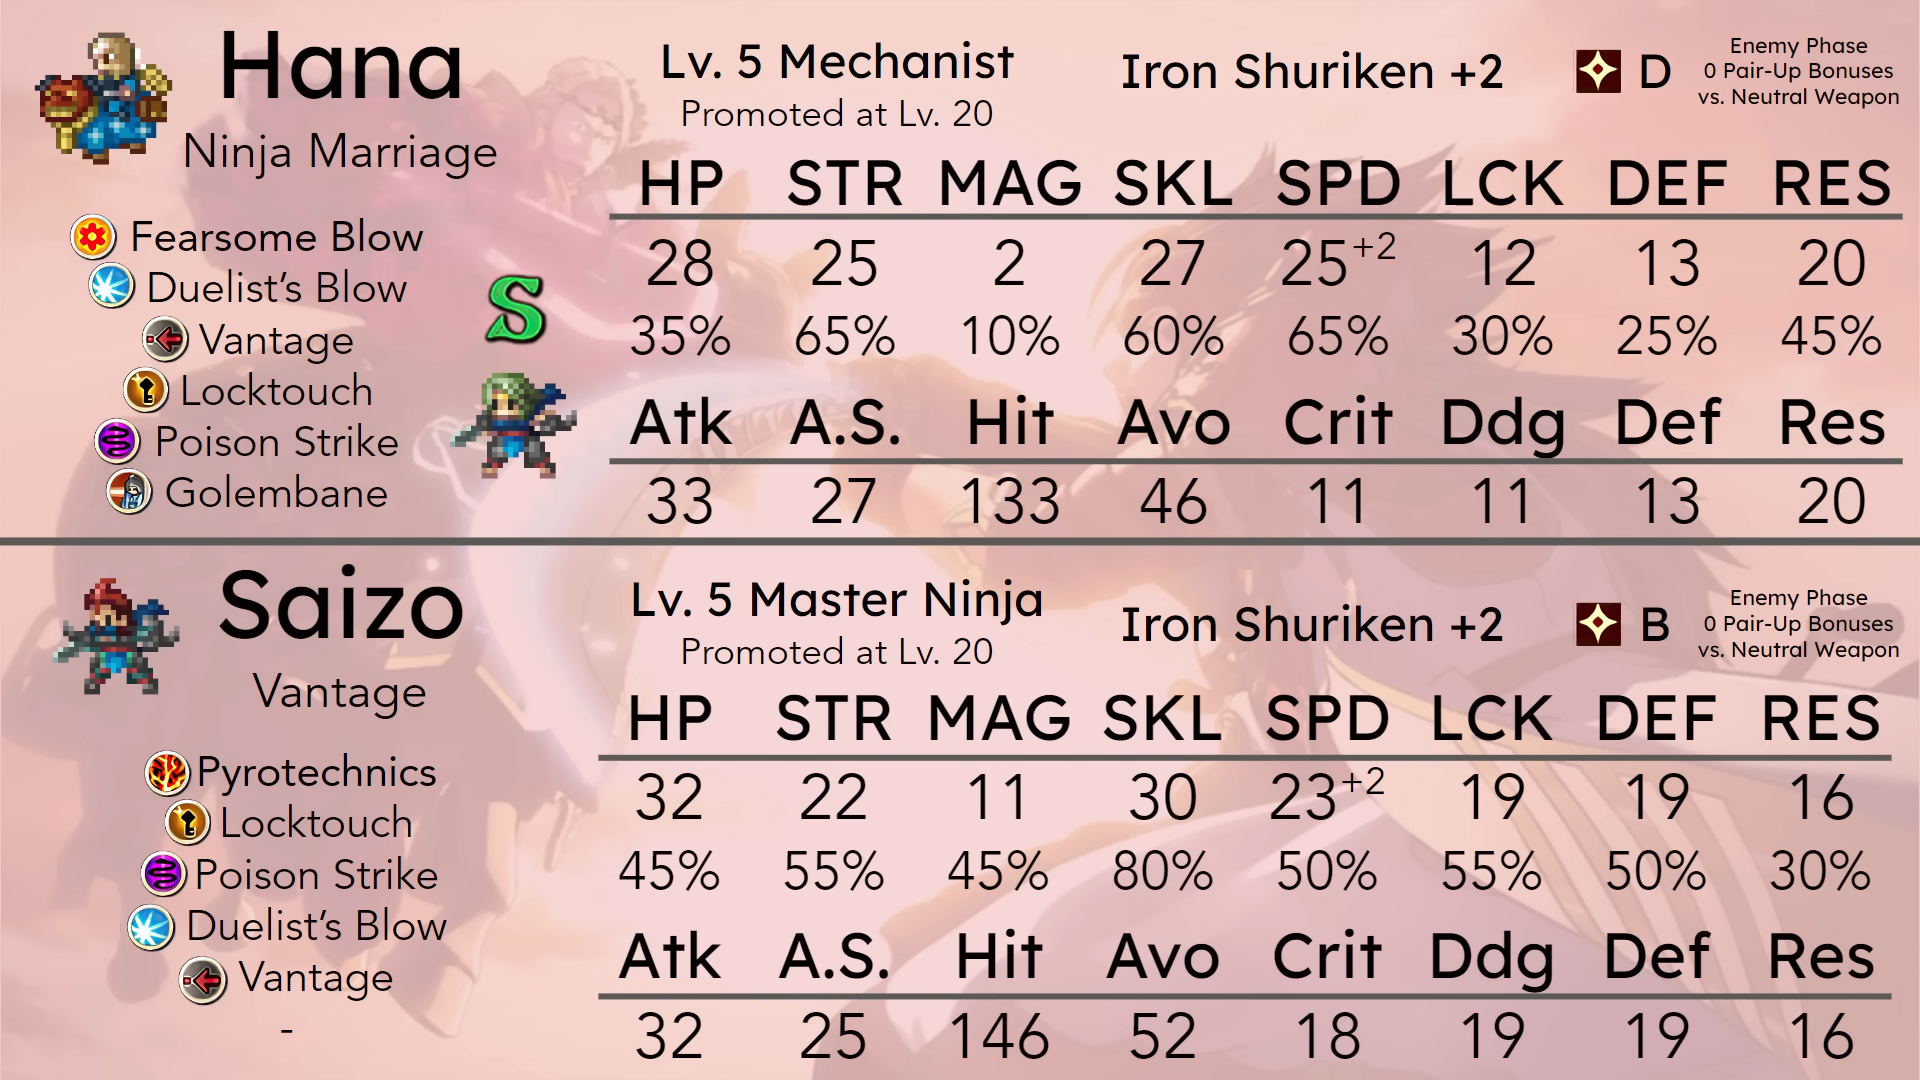 Hana
Ninja Marriage
Lv. 5 Mechanist
Promoted at Lv. 20
Iron Shuriken +2
D
Enemy Phase
0 Pair-Up Bonuses
vs. Neutral Weapon
Fearsome Blow
Duelist's Blow
Vantage
Locktouch
Poison Strike
Golembane
S
HP STR MAG SKL SPD LCK DEF RES
28 25 2 27 25+2 12 13 20
35% 65% 10% 60% 65% 30% 25% 45%
Atk A.S. Hit Avo Crit Ddg Def Res
33 27 133 46 11 11 13 20
Saizo
Vantage
Lv. 5 Master Ninja
Promoted at Lv. 20
Iron Shuriken +2
B
Enemy Phase
0 Pair-Up Bonuses
vs. Neutral Weapon
Pyrotechnics
Locktouch
Poison Strike
Duelist's Blow
Vantage
-
HP STR MAG SKL SPD LCK DEF RES
32 22 11 30 23+2 19 19 16
45% 55% 45% 80% 50% 55% 50% 30%
Atk A.S. Hit Avo Crit Ddg Def Res
32 25 146 52 18 19 19 16